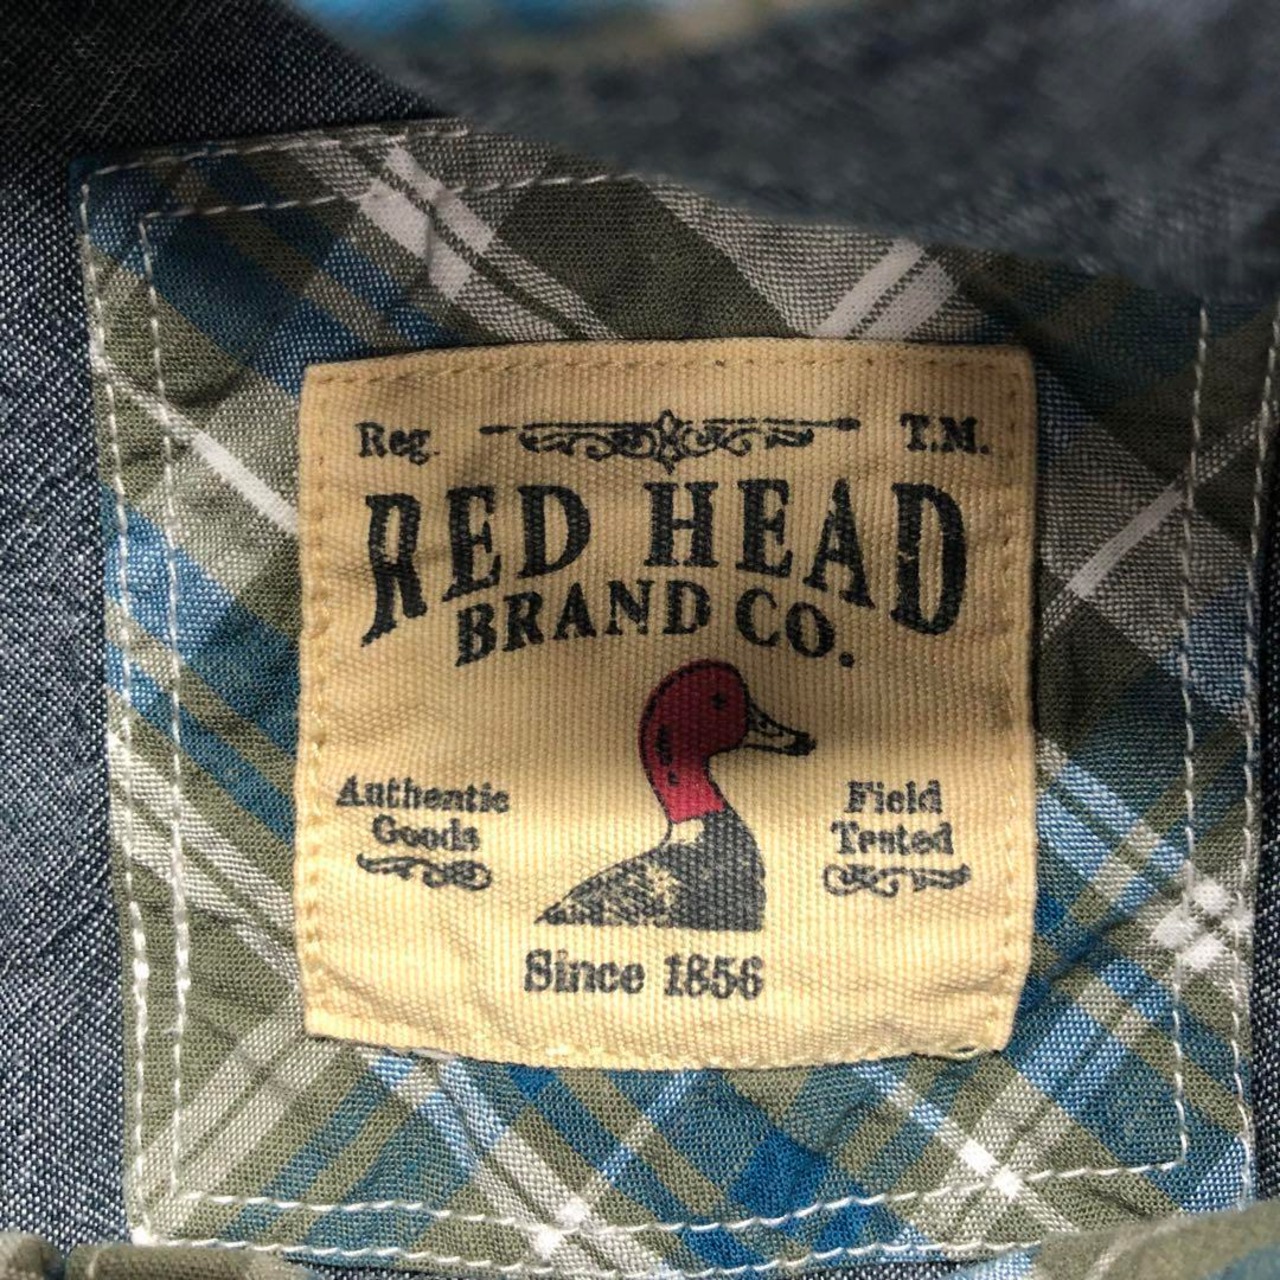 Reg. T.M.
RED HEAD
BRAND CO.
Authentic
Goods
Field
Tested
Since 1856